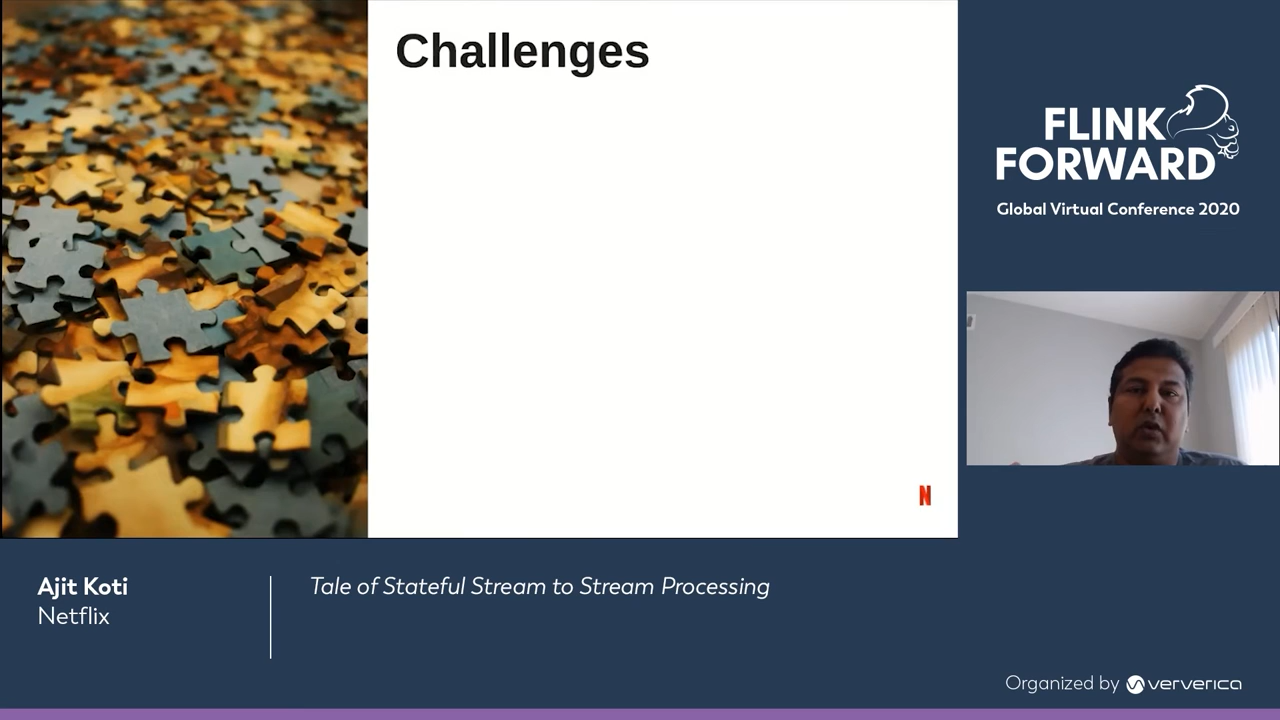 Challenges
N
FLINK
FORWARD
Global Virtual Conference 2020
Ajit Koti
Netflix
Tale of Stateful Stream to Stream Processing
Organized by ververica